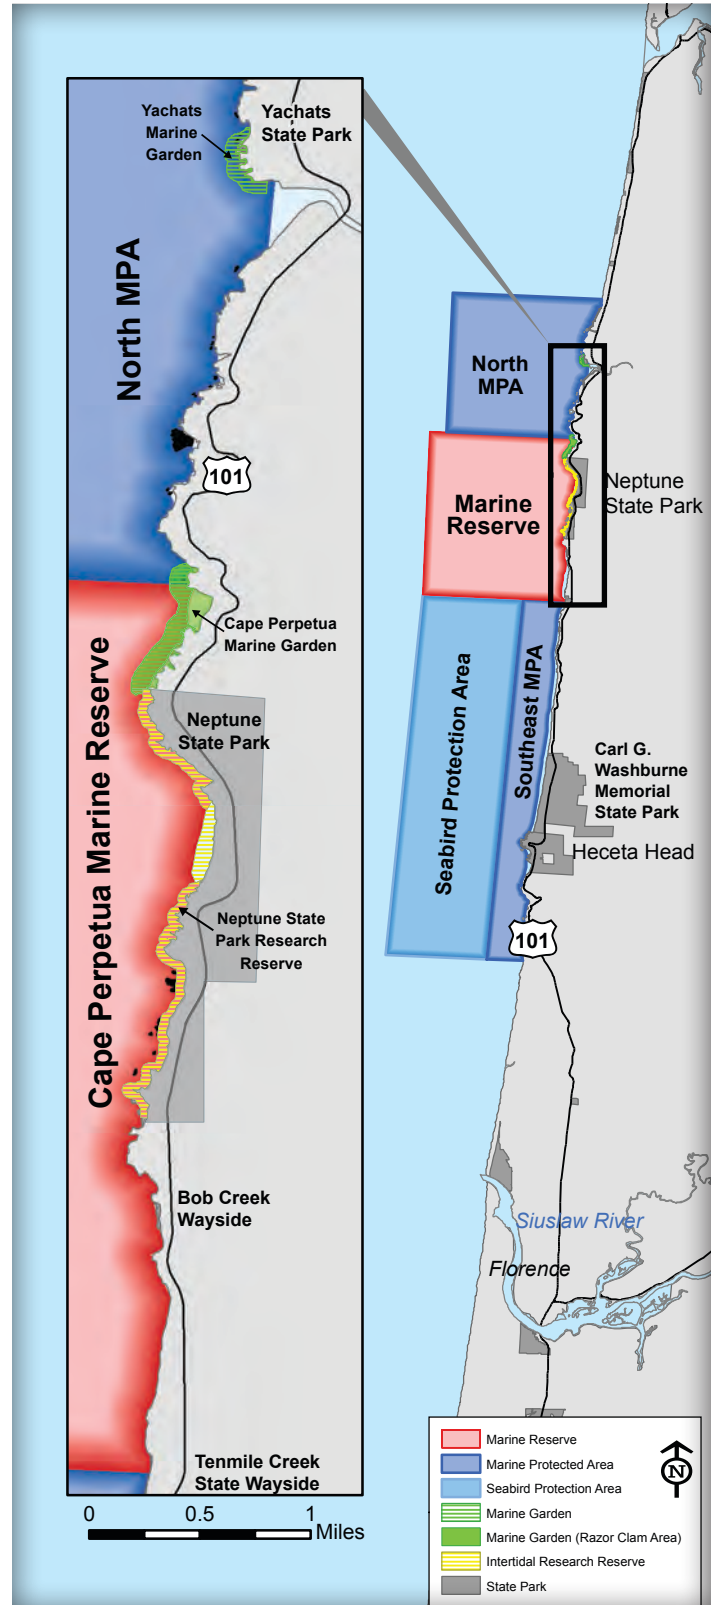 Yachats
Marine
Garden
Yachats
State Park
North MPA
101
Cape Perpetua
Marine Garden
Cape Perpetua Marine Reserve
Neptune
State Park
Neptune State
Park Research
Reserve
Bob Creek
Wayside
Tenmile Creek
State Wayside
0 0.5 1
Miles
North
MPA
Marine
Reserve
Neptune
State Park
Seabird Protection Area
Southeast MPA
Carl G.
Washburne
Memorial
State Park
Heceta Head
101
Siuslaw River
Florence
Marine Reserve
Marine Protected Area
Seabird Protection Area
Marine Garden
Marine Garden (Razor Clam Area)
Intertidal Research Reserve
State Park
N